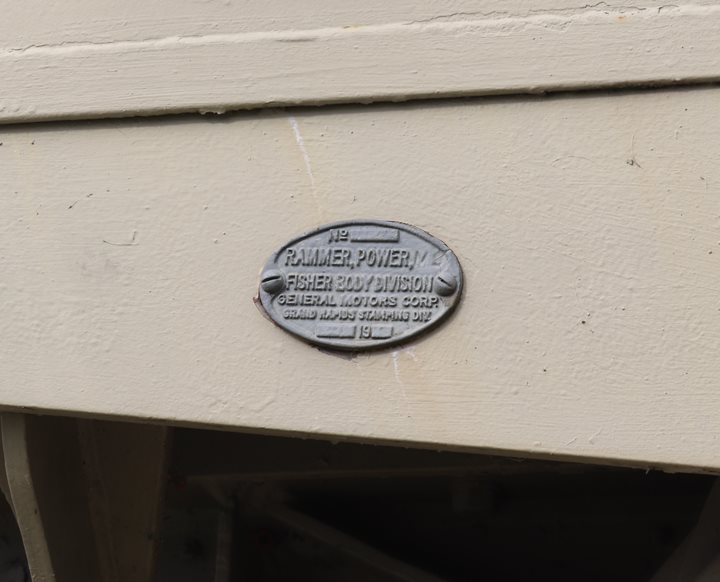 Nº
RAMMER, POWER,
FISHER BODY DIVISION
GENERAL MOTORS CORP.
GRAND RAPIDS STAMPING DIV.
19